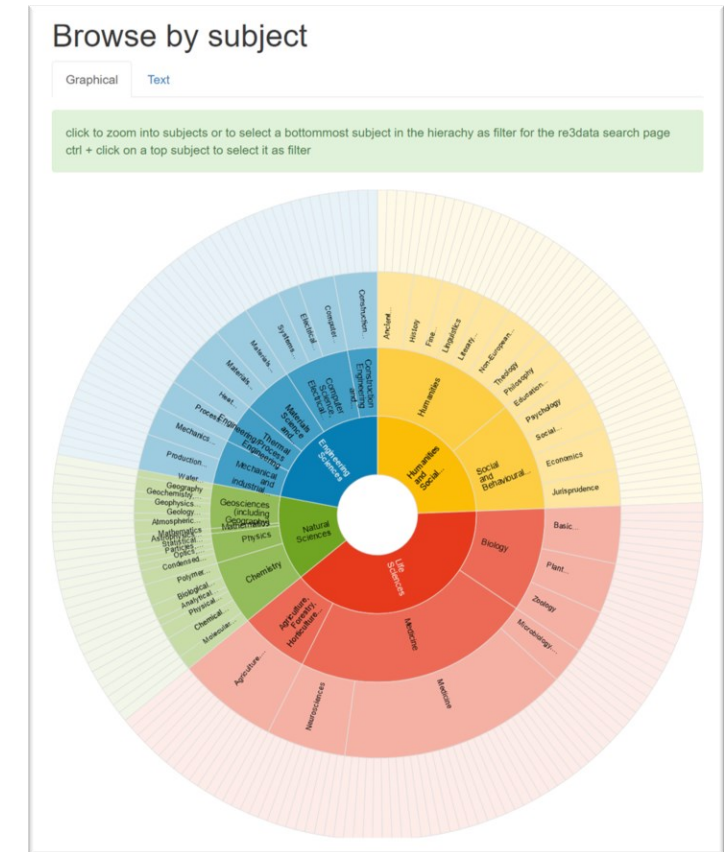 Browse by subject
Graphical
Text
click to zoom into subjects or to select a bottommost subject in the hierachy as filter for the re3data search page
ctrl + click on a top subject to select it as filter
Humanities
and
Social...
Humanities
Social
and
Behavioural...
Ancient...
History
Fine...
Linguistics
Literary...
Non-European...
Theology
Philosophy
Education...
Psychology
Social...
Economics
Jurisprudence
Life
Sciences
Biology
Medicine
Agriculture,
Forestry,
Horticulture...
Basic...
Plant...
Zoology
Microbiology,...
Medicine
Neurosciences
Agriculture,...
Natural
Sciences
Chemistry
Physics
Mathematics
Geosciences
(including
Geography)
Molecular...
Chemical...
Physical...
Analytical...
Biological...
Polymer...
Condensed...
Optics,...
Particles,...
Statistical...
Astrophysics...
Mathematics
Atmospheric...
Geology...
Geophysics...
Geochemistry,...
Geography
Water...
Engineering
Sciences
Mechanical
and
industrial...
Thermal
Engineering/Process
Engineering
Materials
Science
and
Computer
Science,
Electrical...
Construction
Engineering
and
Production...
Mechanics...
Process...
Heat...
Materials...
Materials...
Systems...
Electrical...
Computer...
Construction...